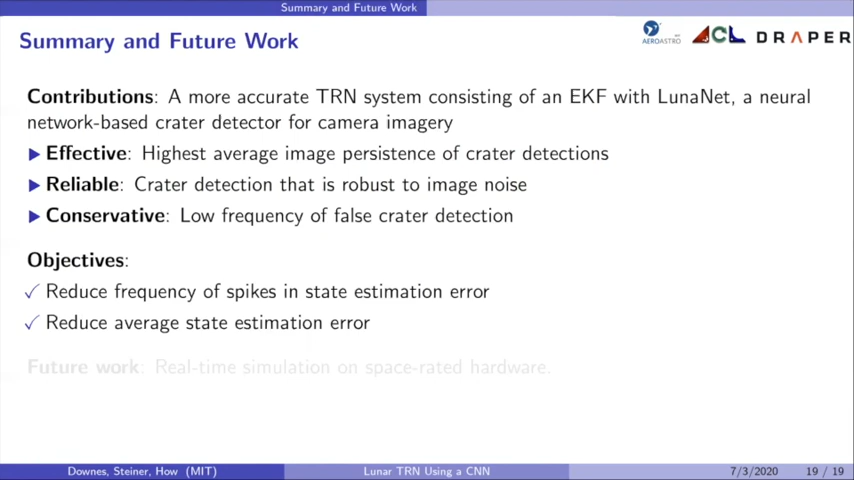 Summary and Future Work
Summary and Future Work
AEROASTRO
ACL
DRAPER
Contributions: A more accurate TRN system consisting of an EKF with LunaNet, a neural
network-based crater detector for camera imagery
Effective: Highest average image persistence of crater detections
Reliable: Crater detection that is robust to image noise
Conservative: Low frequency of false crater detection
Objectives:
✓ Reduce frequency of spikes in state estimation error
✓ Reduce average state estimation error
Future work: Real-time simulation on space-rated hardware.
Downes, Steiner, How (MIT)
Lunar TRN Using a CNN
7/3/2020
19 / 19